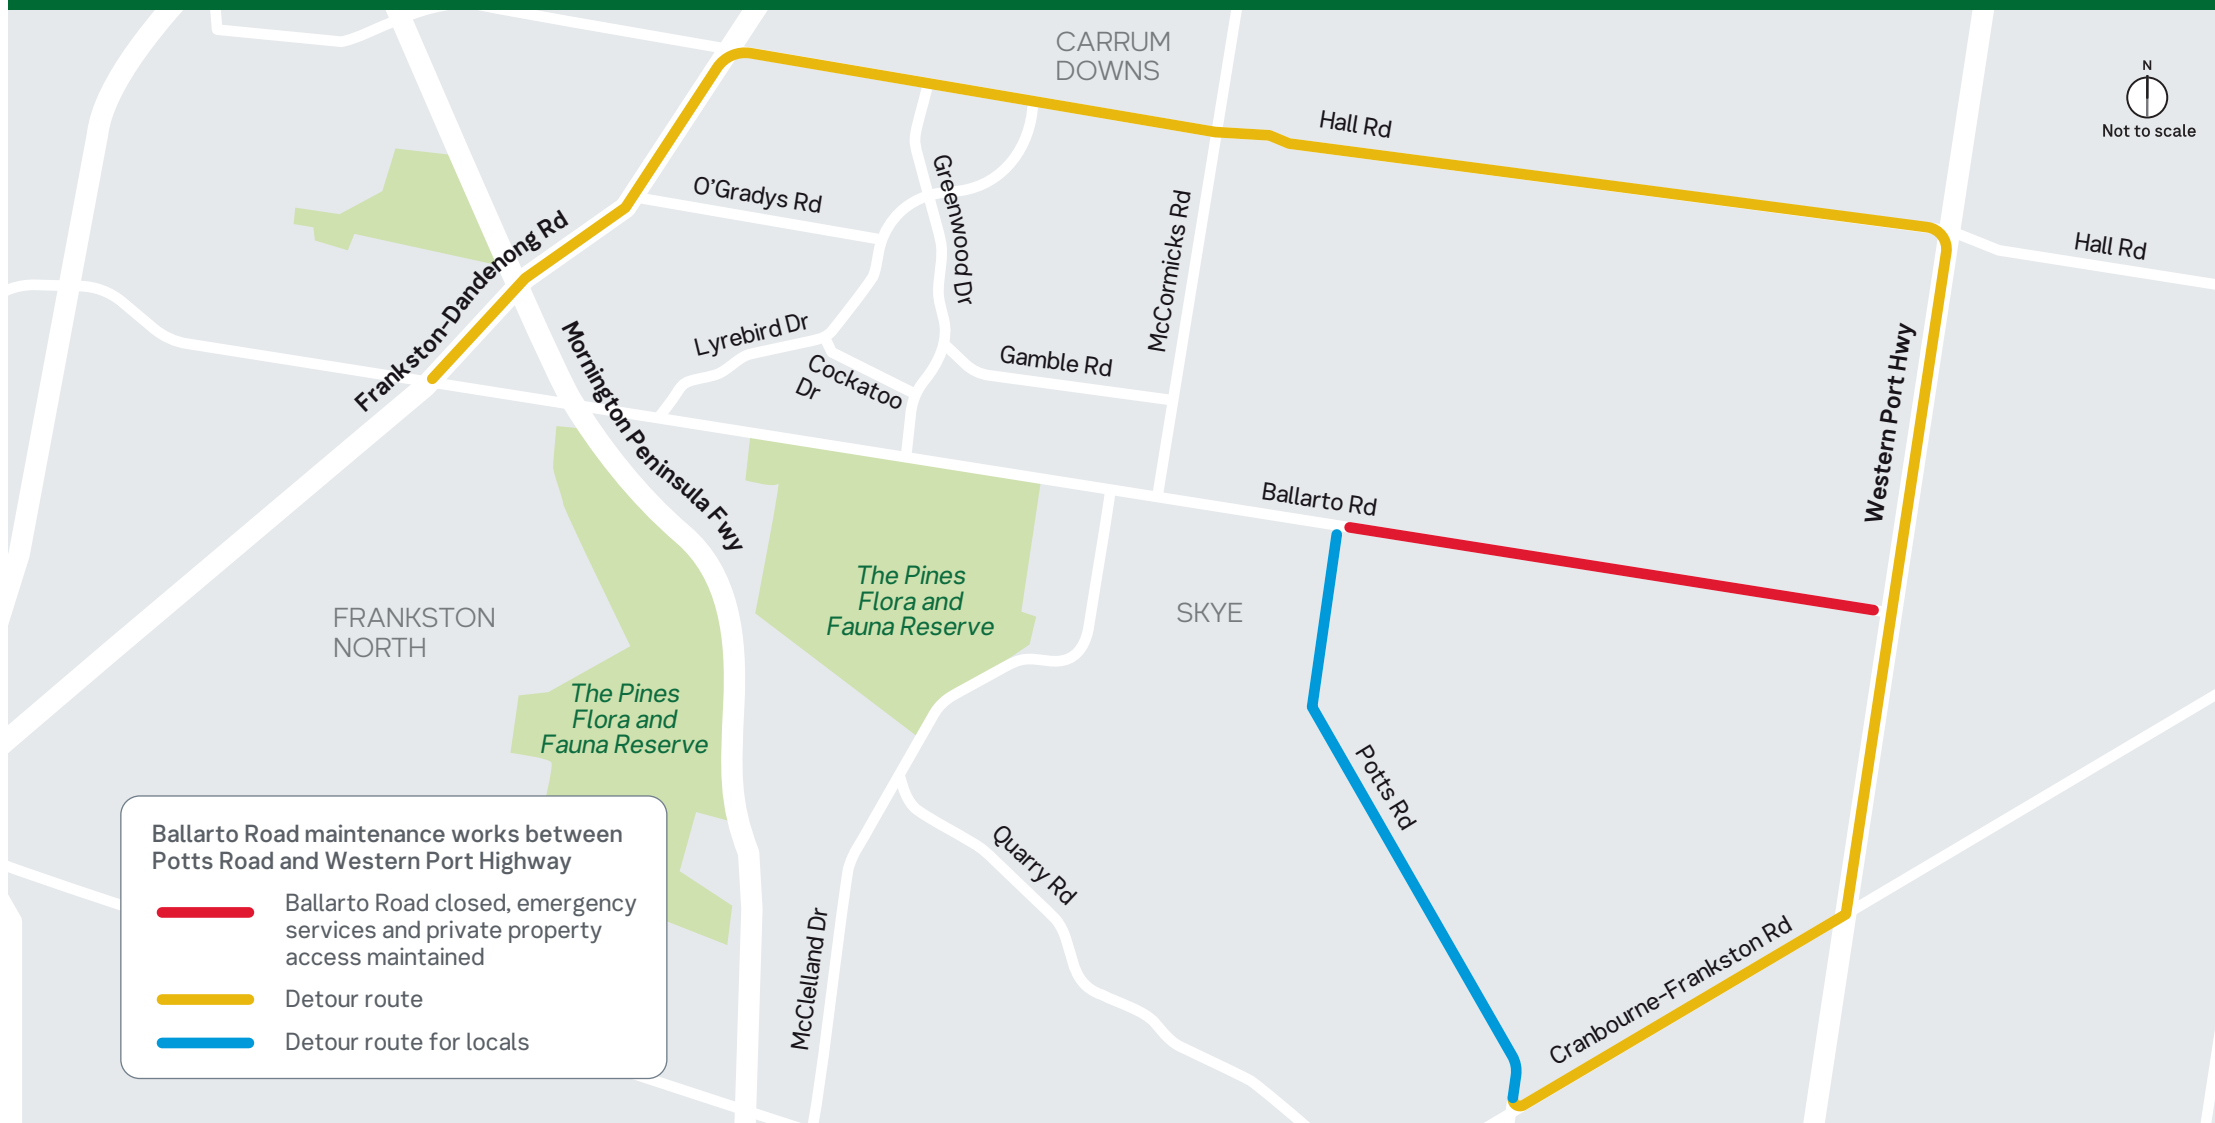 CARRUM
DOWNS
N
Not to scale
Hall Rd
Hall Rd
O'Gradys Rd
Greenwood Dr
McCormicks Rd
Frankston-Dandenong Rd
Lyrebird Dr
Cockatoo
Dr
Gamble Rd
Mornington Peninsula Fwy
Western Port Hwy
Ballarto Rd
The Pines
Flora and
Fauna Reserve
SKYE
FRANKSTON
NORTH
The Pines
Flora and
Fauna Reserve
Potts Rd
Quarry Rd
McClelland Dr
Cranbourne-Frankston Rd
Ballarto Road maintenance works between
Potts Road and Western Port Highway
Ballarto Road closed, emergency
services and private property
access maintained
Detour route
Detour route for locals